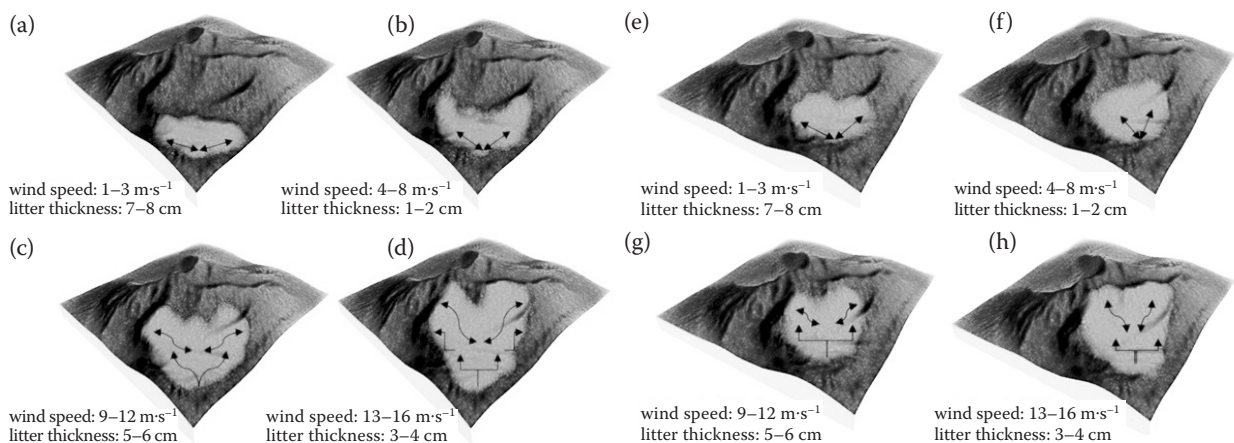 (a)
(b)
(e)
(f)
wind speed: 1–3 m·s⁻¹
litter thickness: 7–8 cm
wind speed: 4–8 m·s⁻¹
litter thickness: 1–2 cm
wind speed: 1–3 m·s⁻¹
litter thickness: 7–8 cm
wind speed: 4–8 m·s⁻¹
litter thickness: 1–2 cm
(c)
(d)
(g)
(h)
wind speed: 9–12 m·s⁻¹
litter thickness: 5–6 cm
wind speed: 13–16 m·s⁻¹
litter thickness: 3–4 cm
wind speed: 9–12 m·s⁻¹
litter thickness: 5–6 cm
wind speed: 13–16 m·s⁻¹
litter thickness: 3–4 cm